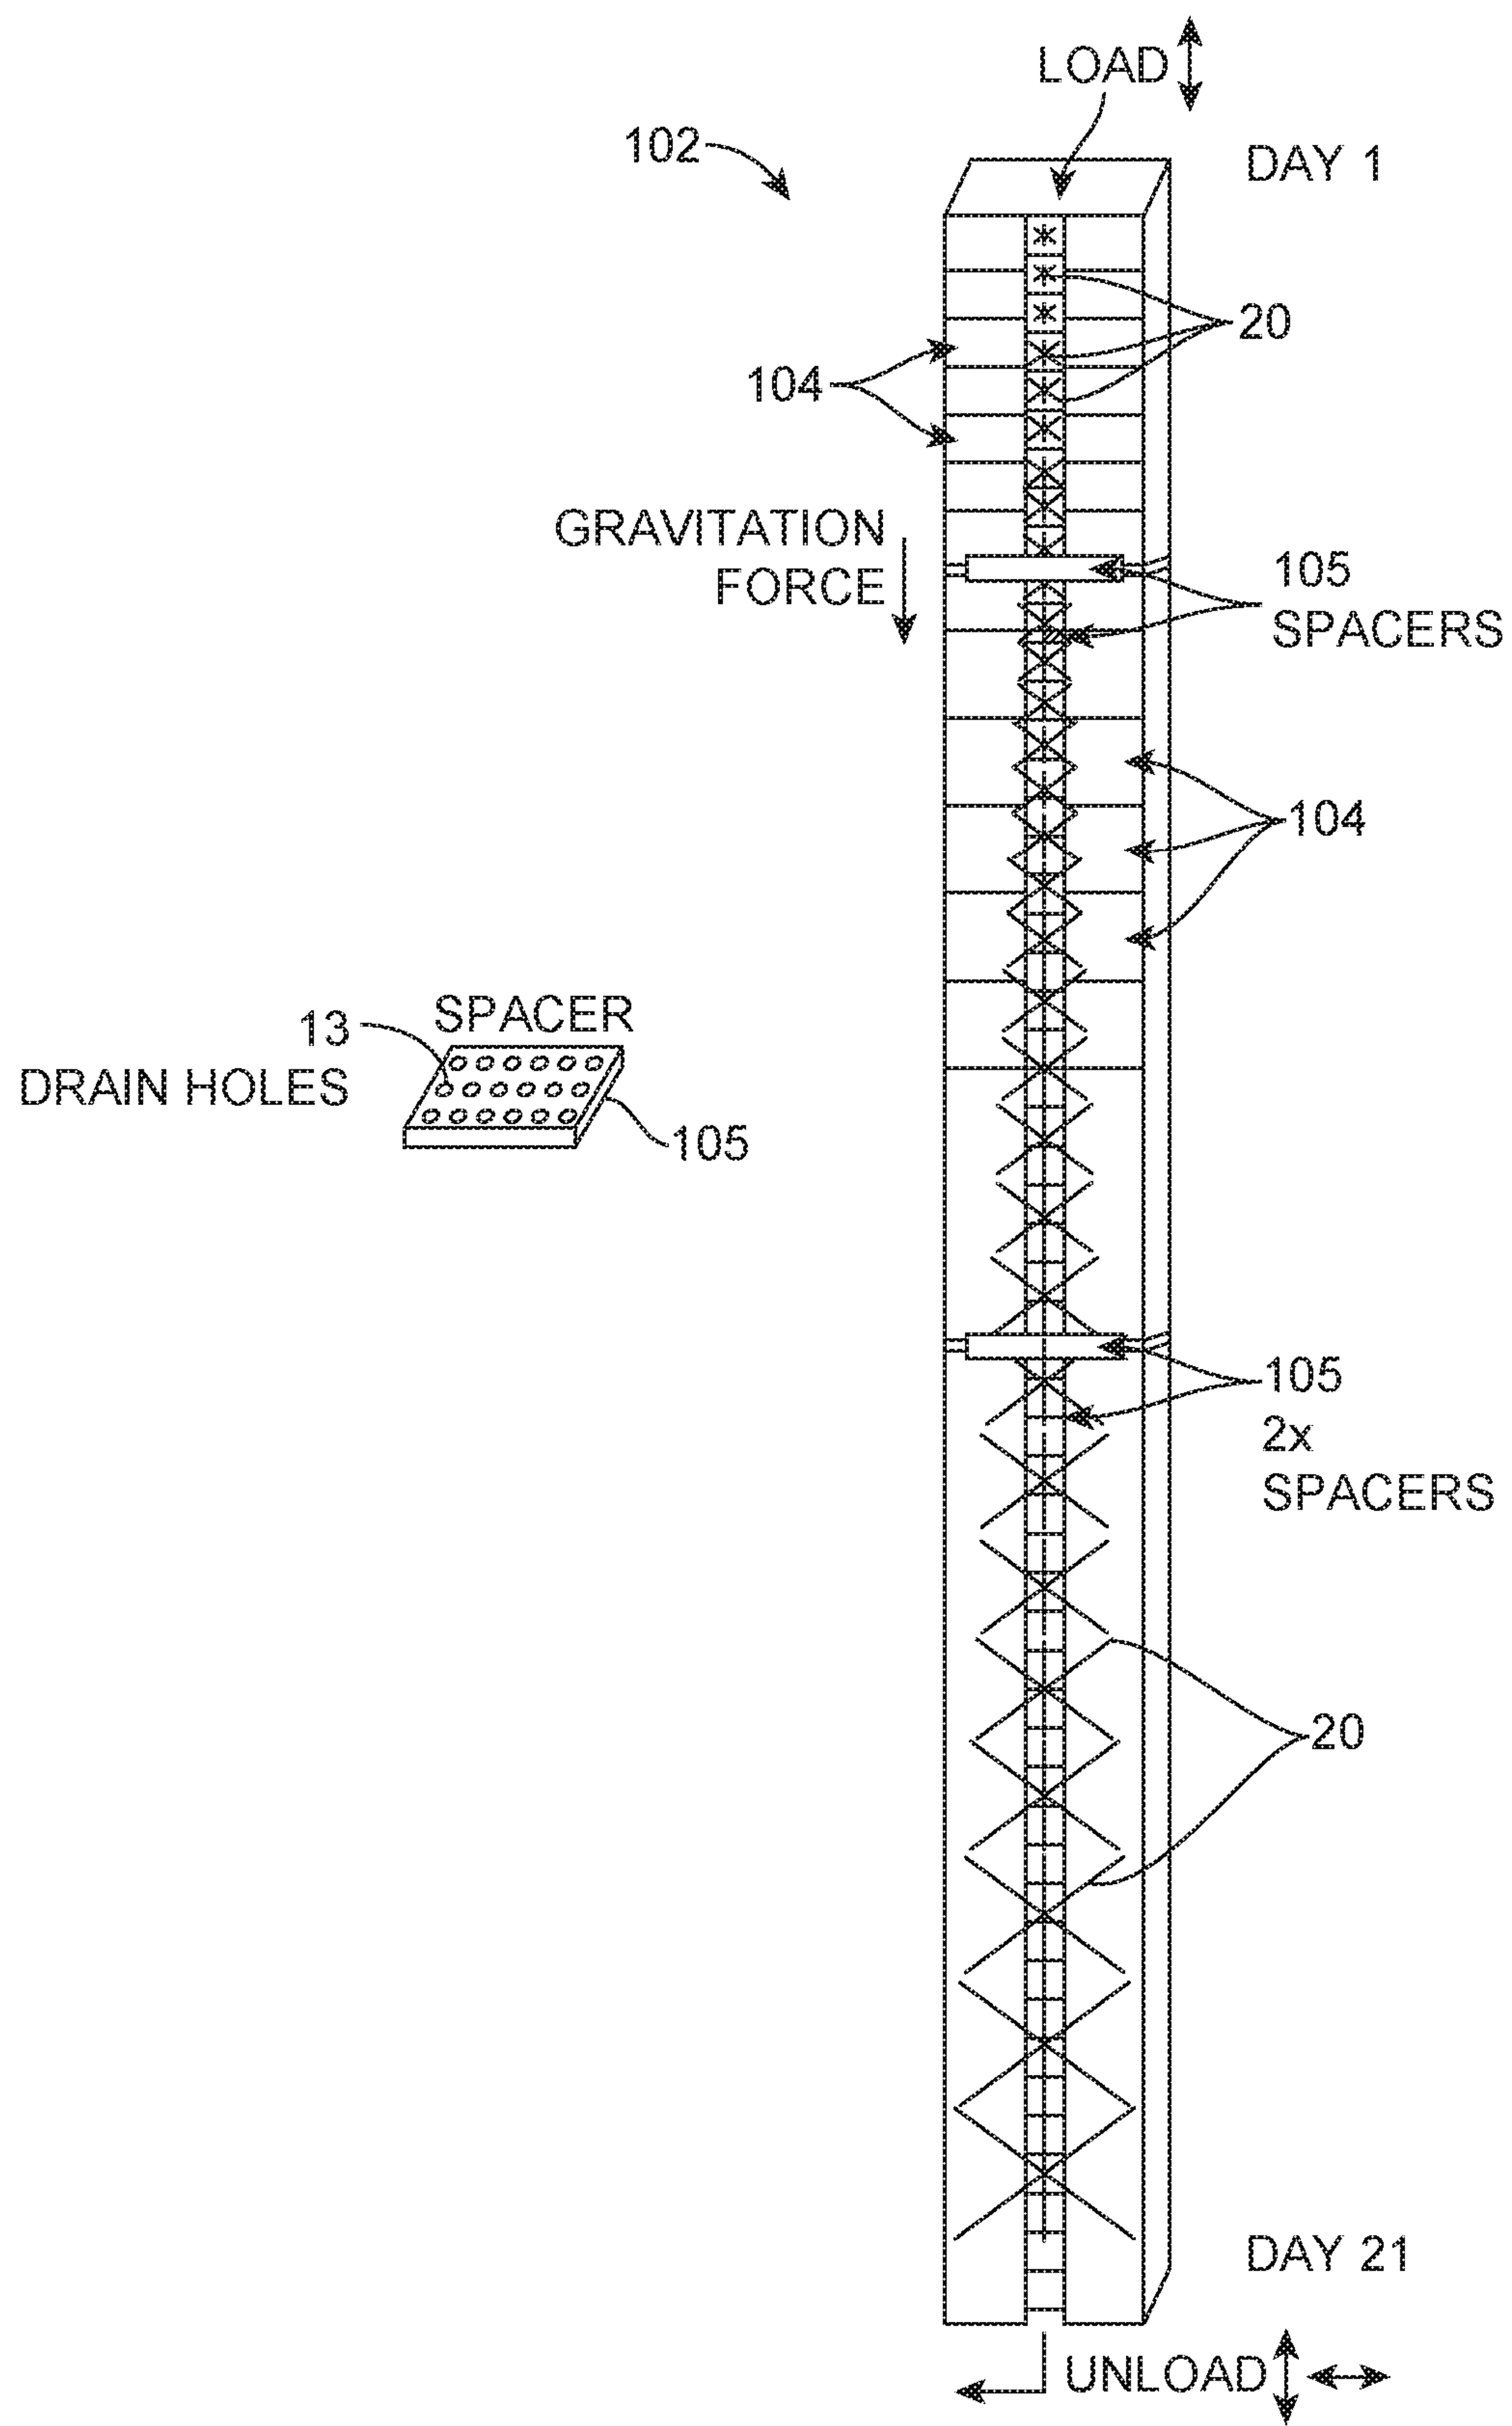 LOAD
102
DAY 1
20
104
GRAVITATION
FORCE
105
SPACERS
104
SPACER
13
DRAIN HOLES
105
105
2x
SPACERS
20
DAY 21
UNLOAD